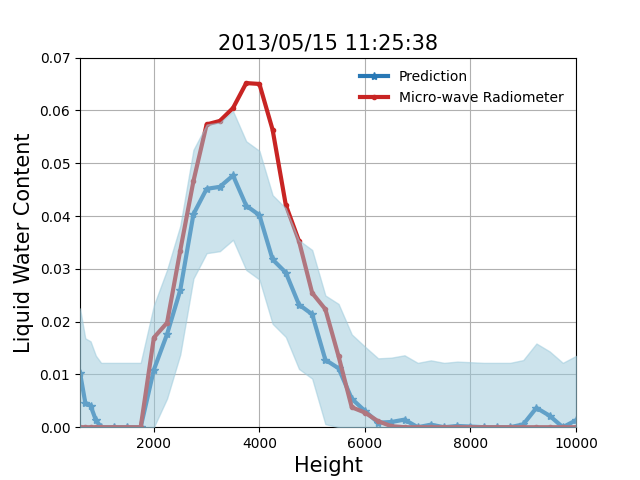 2013/05/15 11:25:38
Prediction
Micro-wave Radiometer
Liquid Water Content
0.07
0.06
0.05
0.04
0.03
0.02
0.01
0.00
2000 4000 6000 8000 10000
Height